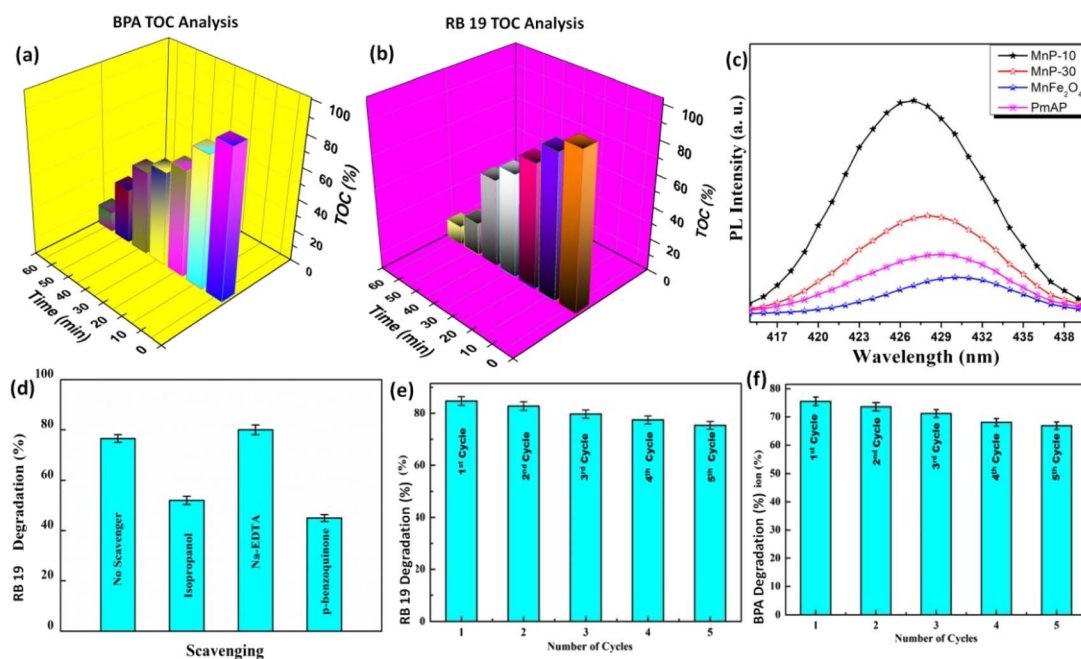 BPA TOC Analysis
(a)
100
80
60
40
20
0
TOC (%)
60
50
40
30
20
10
0
Time (min)
RB 19 TOC Analysis
(b)
100
80
60
40
20
0
TOC (%)
60
50
40
30
20
10
0
Time (min)
(c)
MnP-10
MnP-30
MnFe₂O₄
PmAP
PL Intensity (a. u.)
417 420 423 426 429 432 435 438
Wavelength (nm)
(d)
100
80
60
40
20
0
RB 19 Degradation (%)
No Scavenger
Isopropanol
Na-EDTA
p-benzoquinone
Scavenging
(e)
80
60
40
20
0
RB 19 Degradation (%) (%)
1st Cycle
2nd Cycle
3rd Cycle
4th Cycle
5th Cycle
1 2 3 4 5
Number of Cycles
(f)
80
60
40
20
0
BPA Degradation (%) ion (%)
1st Cycle
2nd Cycle
3rd Cycle
4th Cycle
5th Cycle
1 2 3 4 5
Number of Cycles